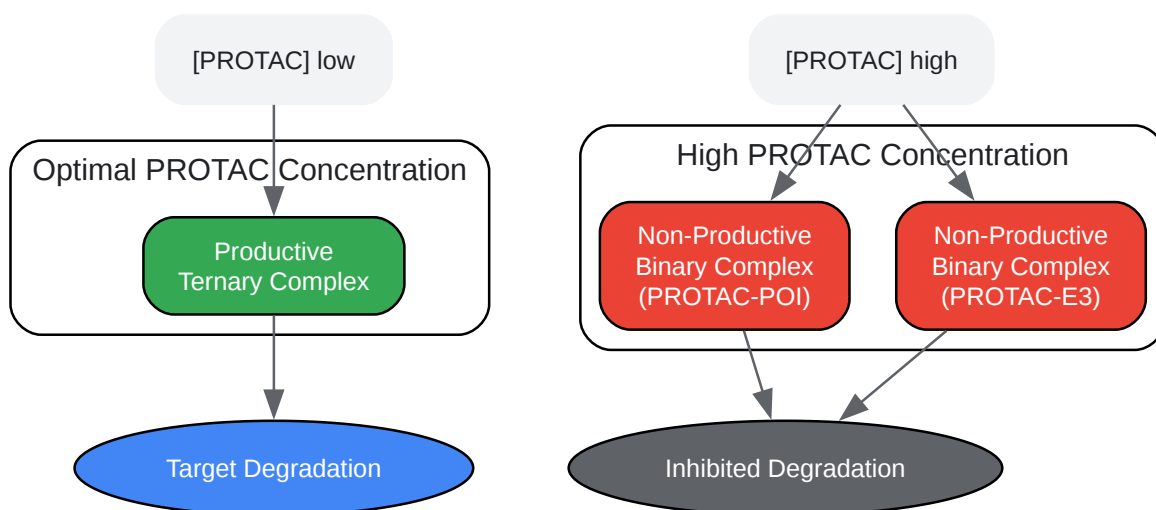 [PROTAC] low
Optimal PROTAC Concentration
Productive
Ternary Complex
Target Degradation
[PROTAC] high
High PROTAC Concentration
Non-Productive
Binary Complex
(PROTAC-POI)
Non-Productive
Binary Complex
(PROTAC-E3)
Inhibited Degradation